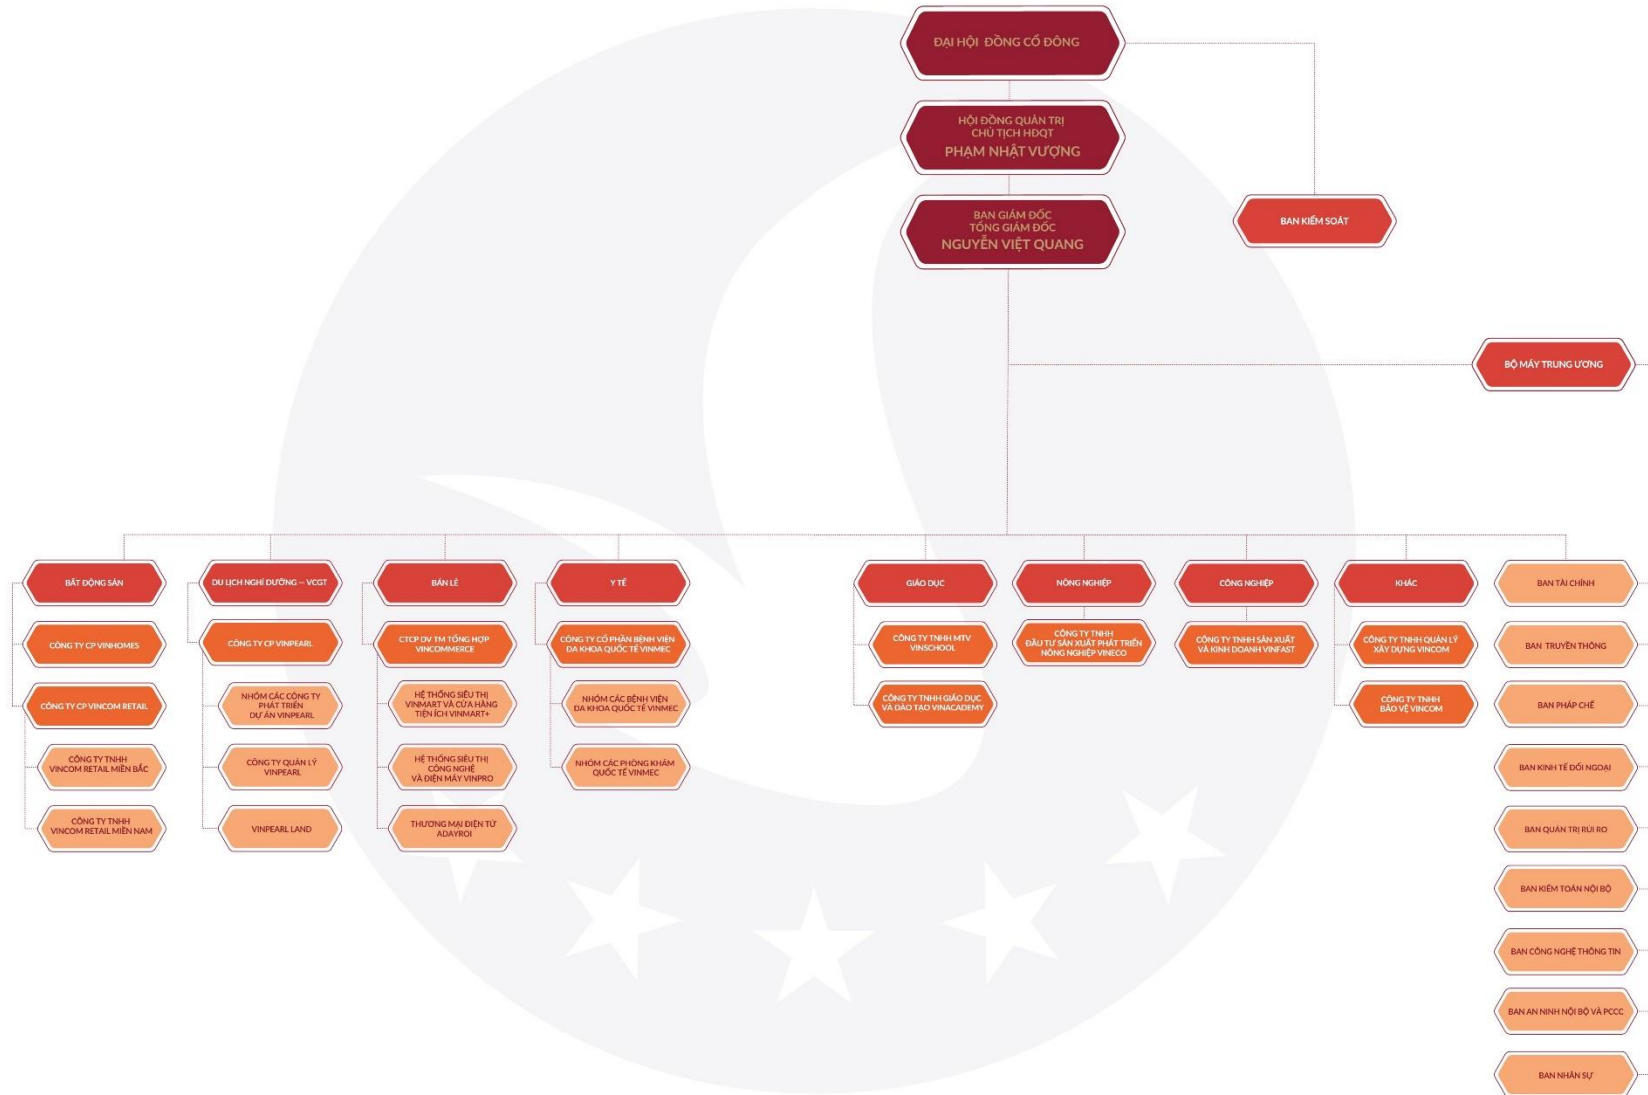 ĐẠI HỘI ĐỒNG CỔ ĐÔNG
HỘI ĐỒNG QUẢN TRỊ
CHỦ TỊCH HĐQT
PHẠM NHẬT VƯỢNG
BAN GIÁM ĐỐC
TỔNG GIÁM ĐỐC
NGUYỄN VIỆT QUANG
BAN KIỂM SOÁT
BỘ MÁY TRUNG ƯƠNG
BẤT ĐỘNG SẢN
CÔNG TY CP VINHOMES
CÔNG TY CP VINCOM RETAIL
CÔNG TY TNHH
VINCOM RETAIL MIỀN BẮC
CÔNG TY TNHH
VINCOM RETAIL MIỀN NAM
DU LỊCH NGHỈ DƯỠNG – VCGT
CÔNG TY CP VINPEARL
NHÓM CÁC CÔNG TY
PHÁT TRIỂN
DỰ ÁN VINPEARL
CÔNG TY QUẢN LÝ
VINPEARL
VINPEARL LAND
BÁN LẺ
CTCP DV TM TỔNG HỢP
VINCOMMERCE
HỆ THỐNG SIÊU THỊ
VINMART VÀ CỬA HÀNG
TIỆN ÍCH VINMART+
HỆ THỐNG SIÊU THỊ
CÔNG NGHỆ
VÀ ĐIỆN MÁY VINPRO
THƯƠNG MẠI ĐIỆN TỬ
ADAYROI
Y TẾ
CÔNG TY CỔ PHẦN BỆNH VIỆN
ĐA KHOA QUỐC TẾ VINMEC
NHÓM CÁC BỆNH VIỆN
ĐA KHOA QUỐC TẾ VINMEC
NHÓM CÁC PHÒNG KHÁM
QUỐC TẾ VINMEC
GIÁO DỤC
CÔNG TY TNHH MTV
VINSCHOOL
CÔNG TY TNHH GIÁO DỤC
VÀ ĐÀO TẠO VINACADEMY
NÔNG NGHIỆP
CÔNG TY TNHH
ĐẦU TƯ SẢN XUẤT PHÁT TRIỂN
NÔNG NGHIỆP VINECO
CÔNG NGHIỆP
CÔNG TY TNHH SẢN XUẤT
VÀ KINH DOANH VINFAST
KHÁC
CÔNG TY TNHH QUẢN LÝ
XÂY DỰNG VINCOM
CÔNG TY TNHH
BẢO VỆ VINCOM
BAN TÀI CHÍNH
BAN TRUYỀN THÔNG
BAN PHÁP CHẾ
BAN KINH TẾ ĐỐI NGOẠI
BAN QUẢN TRỊ RỦI RO
BAN KIỂM TOÁN NỘI BỘ
BAN CÔNG NGHỆ THÔNG TIN
BAN AN NINH NỘI BỘ VÀ PCCC
BAN NHÂN SỰ